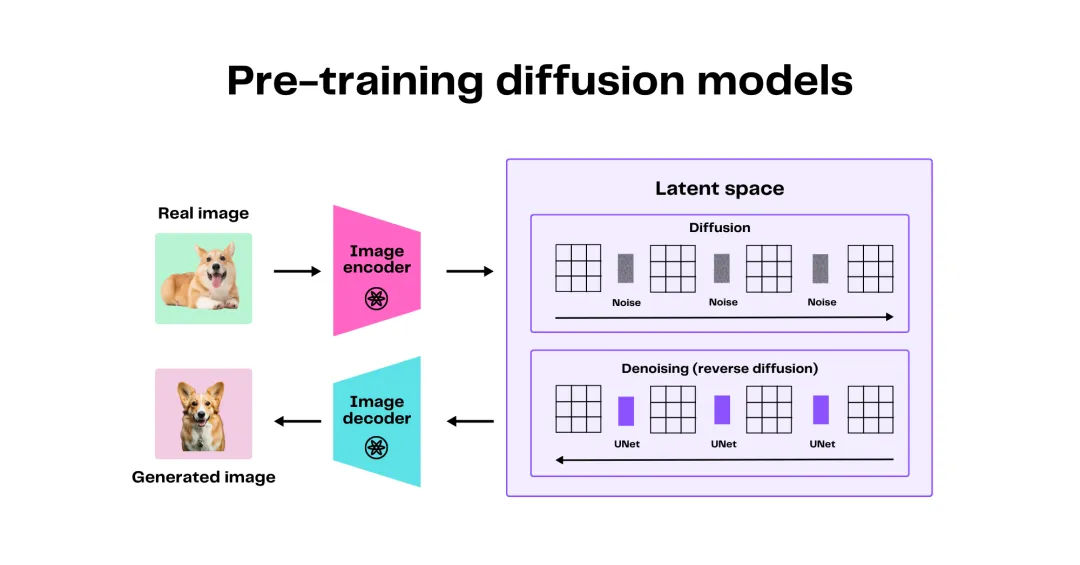 Pre-training diffusion models
Real image
Image
encoder
Latent space
Diffusion
Noise
Noise
Noise
Denoising (reverse diffusion)
UNet
UNet
UNet
Image
decoder
Generated image